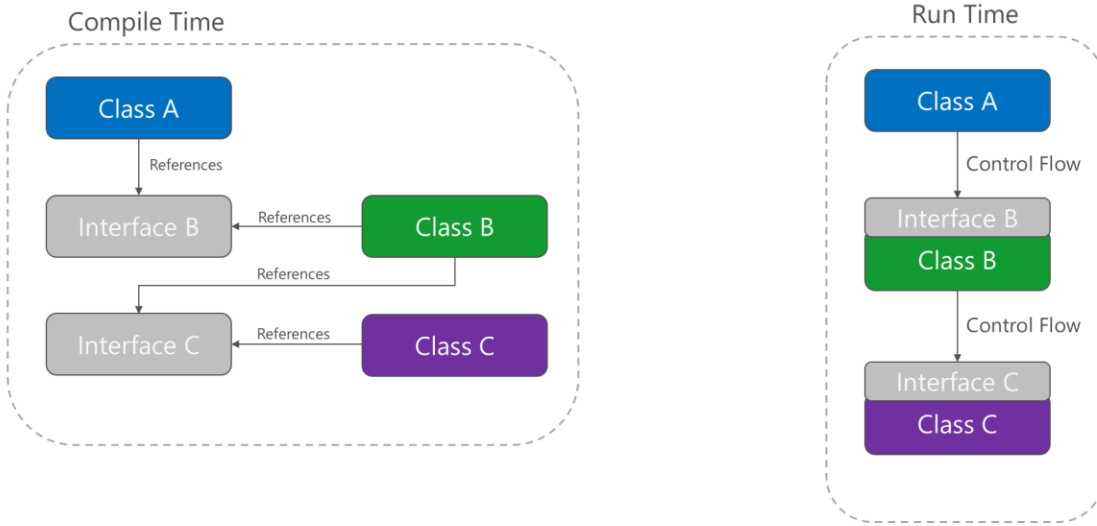 Compile Time
Class A
References
Interface B
References
Class B
References
Interface C
References
Class C
Run Time
Class A
Control Flow
Interface B
Class B
Control Flow
Interface C
Class C